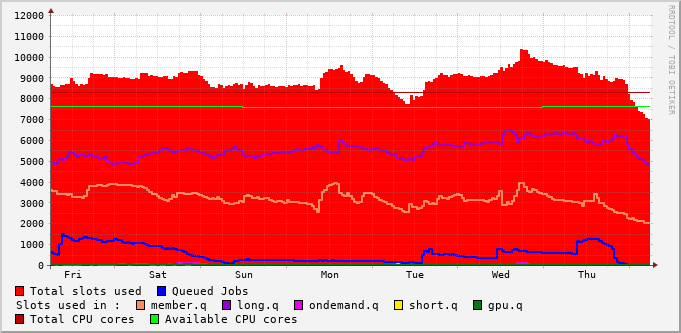 12000
11000
10000
9000
8000
7000
6000
5000
4000
3000
2000
1000
0
Fri Sat Sun Mon Tue Wed Thu
Total slots used Queued Jobs
Slots used in : member.q long.q ondemand.q short.q gpu.q
Total CPU cores Available CPU cores
RRDTOOL / TOBI OETIKER